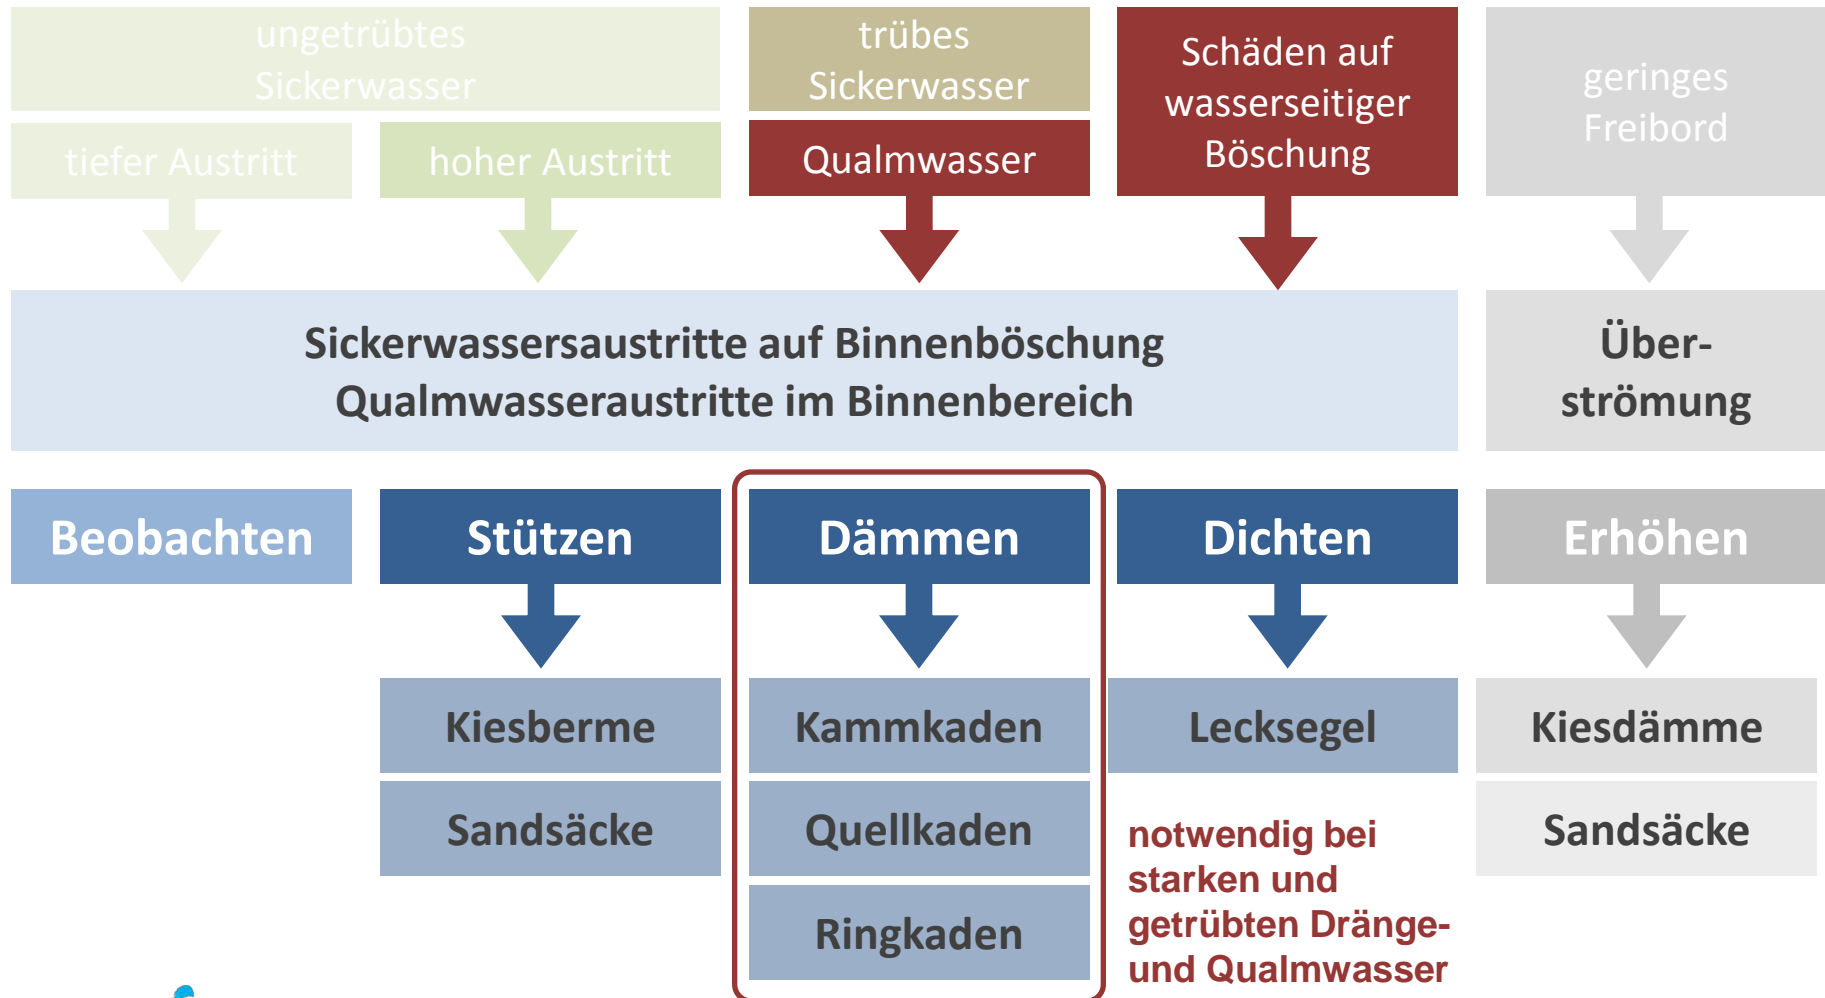 ungetrübtes
Sickerwasser
tiefer Austritt
hoher Austritt
trübes
Sickerwasser
Qualmwasser
Schäden auf
wasserseitiger
Böschung
geringes
Freibord
Sickerwassersaustritte auf Binnenböschung
Qualmwasseraustritte im Binnenbereich
Über-
strömung
Beobachten
Stützen
Kiesberme
Sandsäcke
Dämmen
Kammkaden
Quellkaden
Ringkaden
Dichten
Lecksegel
notwendig bei
starken und
getrübten Dränge-
und Qualmwasser
Erhöhen
Kiesdämme
Sandsäcke